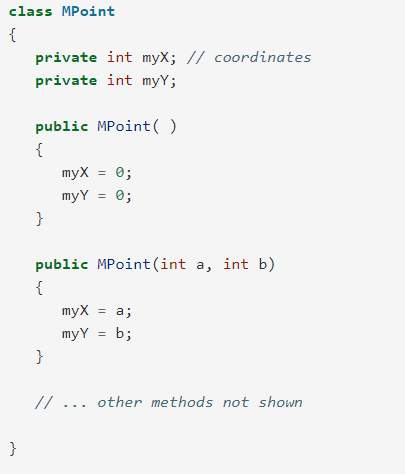 class MPoint
{
private int myX; // coordinates
private int myY;
public MPoint( )
{
myX = 0;
myY = 0;
}
public MPoint(int a, int b)
{
myX = a;
myY = b;
}
// ... other methods not shown
}